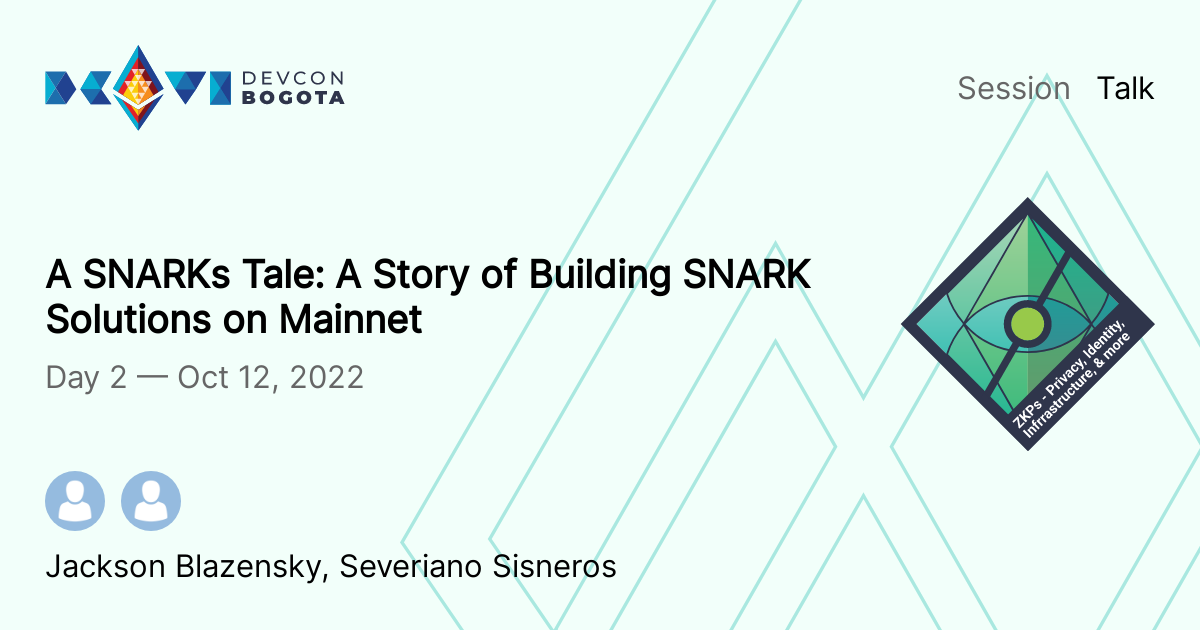 DEVCON
BOGOTA
Session Talk
A SNARKs Tale: A Story of Building SNARK
Solutions on Mainnet
Day 2 — Oct 12, 2022
ZKPs - Privacy, Identity,
Infrrastructure, & more
Jackson Blazensky, Severiano Sisneros